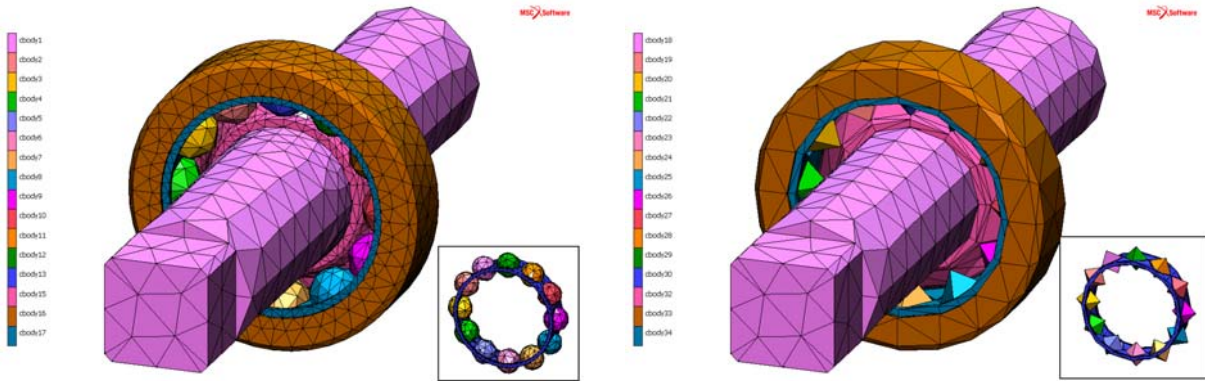 MSC Software
cbody1
cbody2
cbody3
cbody4
cbody5
cbody6
cbody7
cbody8
cbody9
cbody10
cbody11
cbody12
cbody13
cbody15
cbody16
cbody17
MSC Software
cbody18
cbody19
cbody20
cbody21
cbody22
cbody23
cbody24
cbody25
cbody26
cbody27
cbody28
cbody29
cbody30
cbody32
cbody33
cbody34